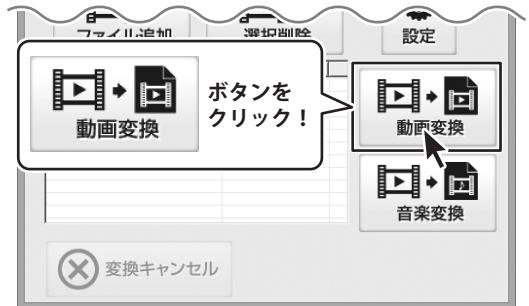 ファイル追加
選択削除
設定
動画変換
ボタンを
クリック！
動画変換
音楽変換
変換キャンセル